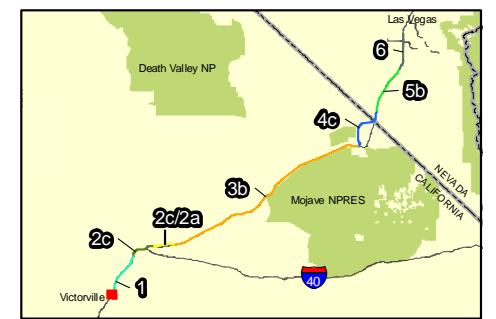 Las Vegas
6
Death Valley NP
5b
4c
NEVADA
CALIFORNIA
3b
Mojave NPRES
2c/2a
2c
40
1
Victorville